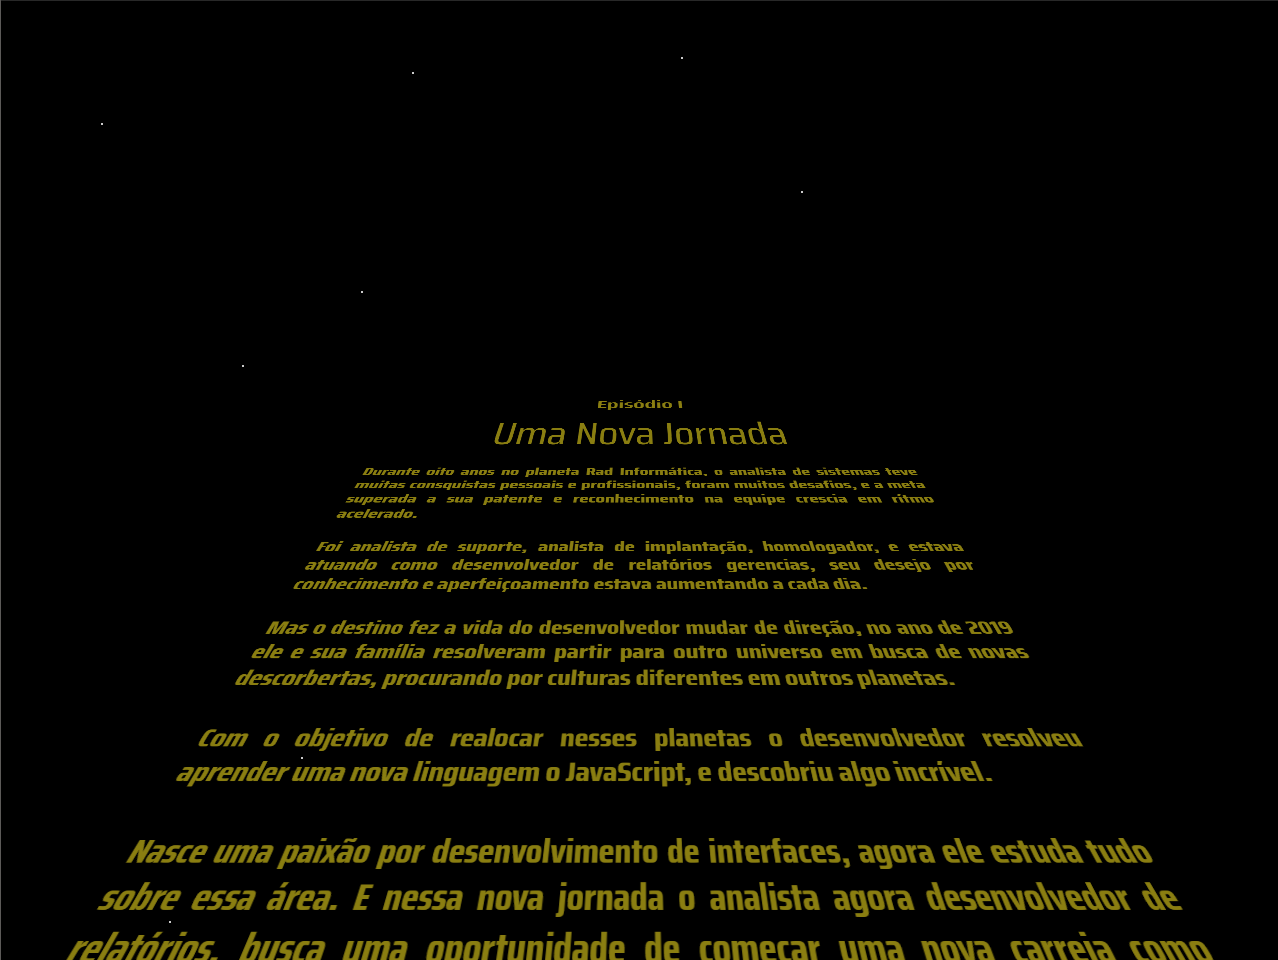 Episódio I
Uma Nova Jornada
Durante oito anos no planeta Rad Informática, o analista de sistemas teve
muitas consquistas pessoais e profissionais, foram muitos desafios, e a meta
superada a sua patente e reconhecimento na equipe crescia em ritmo
acelerado.
Foi analista de suporte, analista de implantação, homologador, e estava
atuando como desenvolvedor de relatórios gerencias, seu desejo por
conhecimento e aperfeiçoamento estava aumentando a cada dia.
Mas o destino fez a vida do desenvolvedor mudar de direção, no ano de 2019
ele e sua família resolveram partir para outro universo em busca de novas
descorbertas, procurando por culturas diferentes em outros planetas.
Com o objetivo de realocar nesses planetas o desenvolvedor resolveu
aprender uma nova linguagem o JavaScript, e descobriu algo incrível.
Nasce uma paixão por desenvolvimento de interfaces, agora ele estuda tudo
sobre essa área. E nessa nova jornada o analista agora desenvolvedor de
relatórios, busca uma oportunidade de começar uma nova carreia como